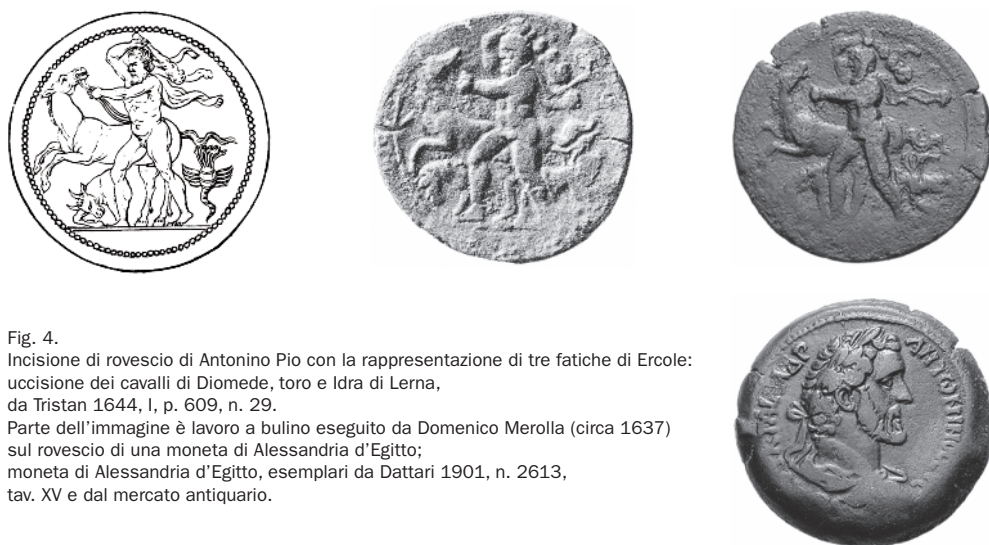 Fig. 4.
Incisione di rovescio di Antonino Pio con la rappresentazione di tre fatiche di Ercole:
uccisione dei cavalli di Diomede, toro e Idra di Lerna,
da Tristan 1644, I, p. 609, n. 29.
Parte dell’immagine è lavoro a bulino eseguito da Domenico Merolla (circa 1637)
sul rovescio di una moneta di Alessandria d’Egitto;
moneta di Alessandria d’Egitto, esemplari da Dattari 1901, n. 2613,
tav. XV e dal mercato antiquario.